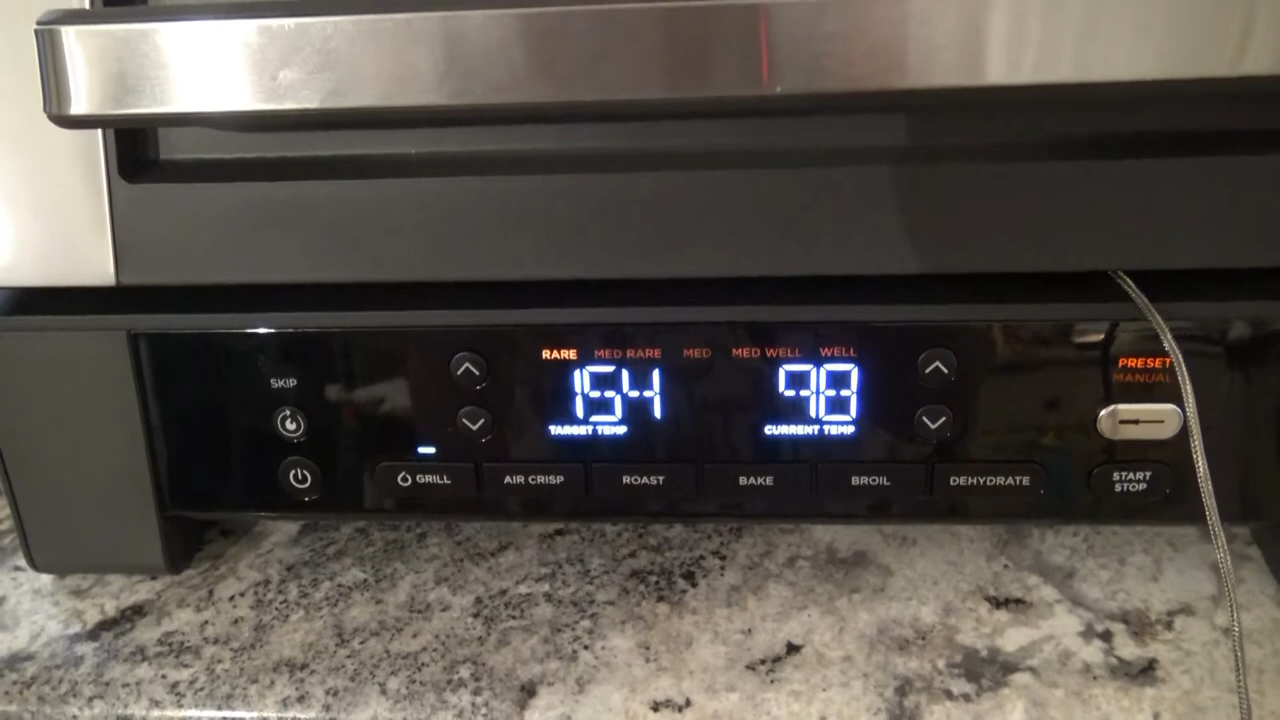 RARE MED RARE MED MED WELL WELL
PRESET
MANUAL
SKIP
154 98
TARGET TEMP CURRENT TEMP
GRILL AIR CRISP ROAST BAKE BROIL DEHYDRATE
START
STOP